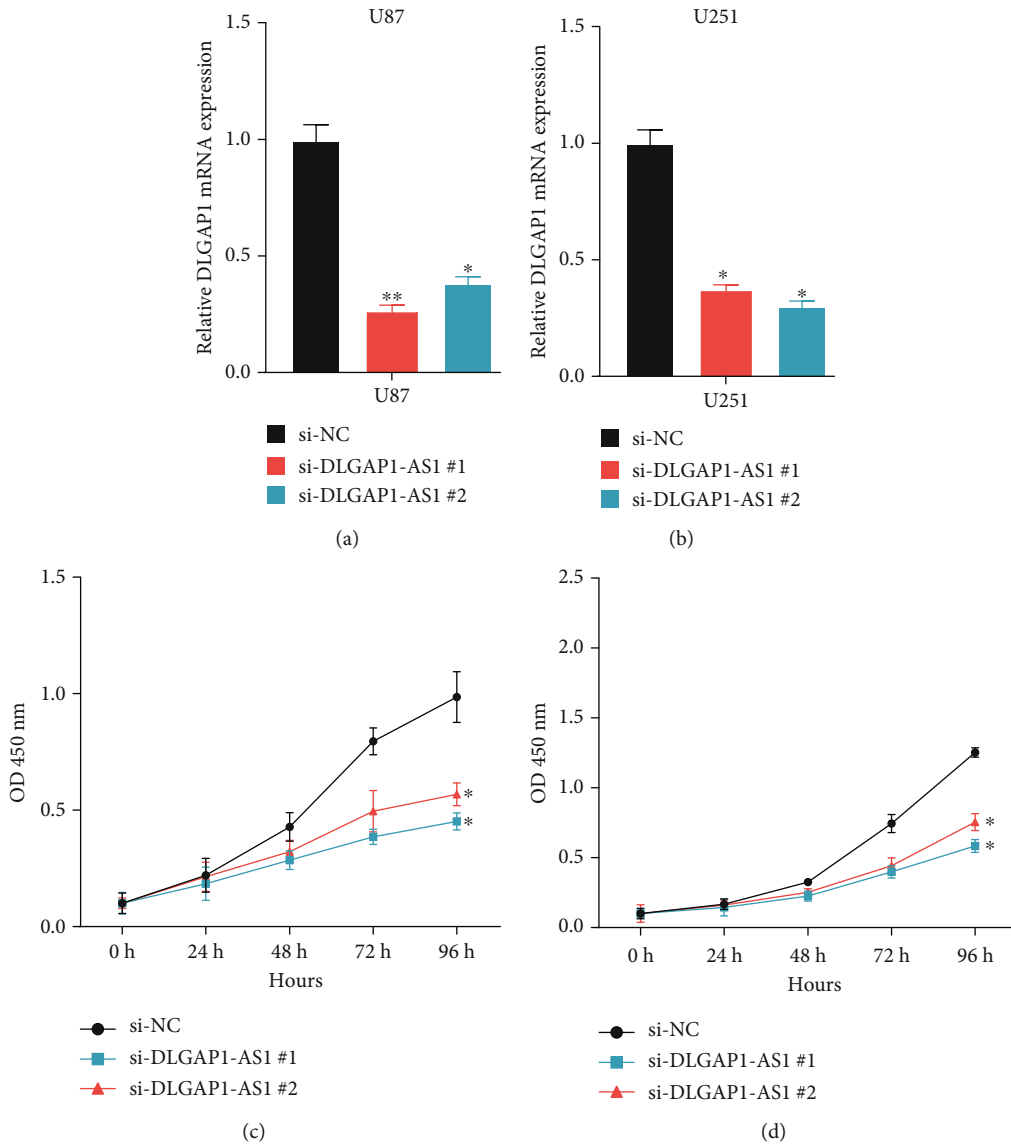 U87
Relative DLGAP1 mRNA expression
1.5
1.0
0.5
0.0
**
*
U87
si-NC
si-DLGAP1-AS1 #1
si-DLGAP1-AS1 #2
(a)
U251
Relative DLGAP1 mRNA expression
1.5
1.0
0.5
0.0
*
*
U251
si-NC
si-DLGAP1-AS1 #1
si-DLGAP1-AS1 #2
(b)
OD 450 nm
1.5
1.0
0.5
0.0
*
*
0 h 24 h 48 h 72 h 96 h
Hours
si-NC
si-DLGAP1-AS1 #1
si-DLGAP1-AS1 #2
(c)
OD 450 nm
2.5
2.0
1.5
1.0
0.5
0.0
*
*
0 h 24 h 48 h 72 h 96 h
Hours
si-NC
si-DLGAP1-AS1 #1
si-DLGAP1-AS1 #2
(d)